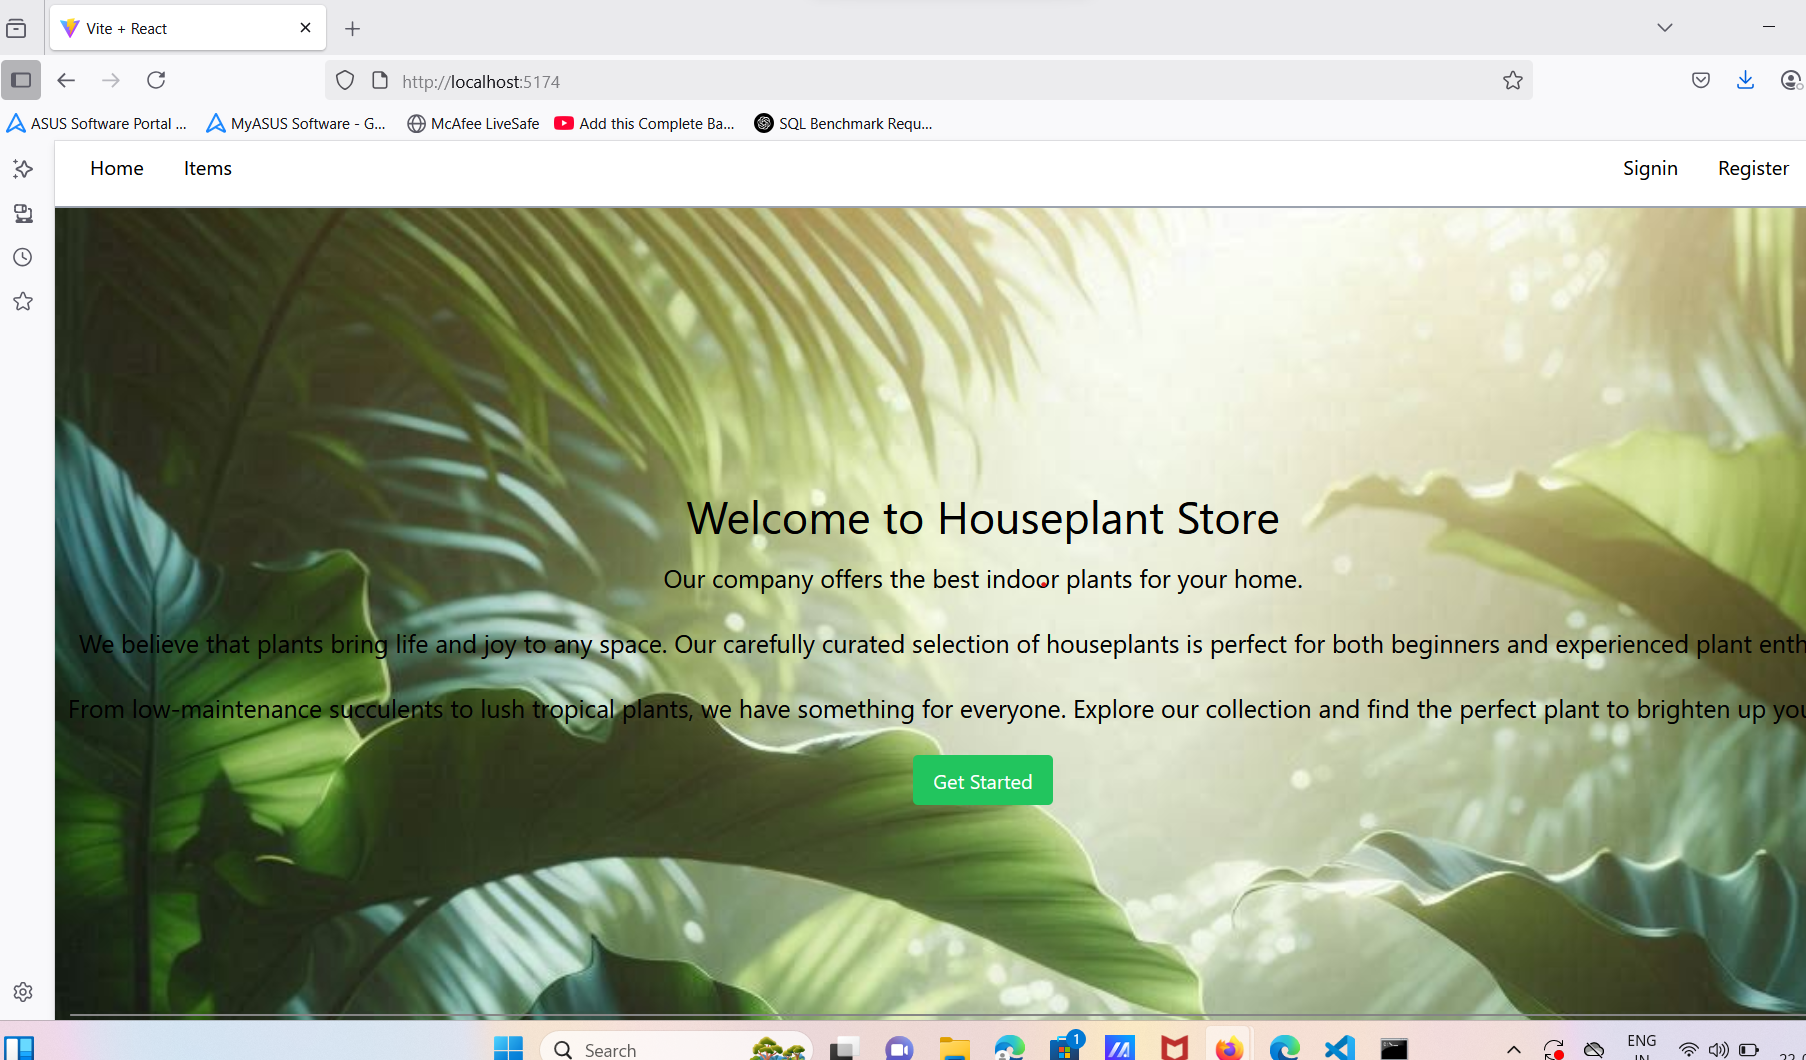 Vite + React
http://localhost:5174
ASUS Software Portal ...
MyASUS Software - G...
McAfee LiveSafe
Add this Complete Ba...
SQL Benchmark Requ...
Home
Items
Signin
Register
Welcome to Houseplant Store
Our company offers the best indoor plants for your home.
We believe that plants bring life and joy to any space. Our carefully curated selection of houseplants is perfect for both beginners and experienced plant enth
From low-maintenance succulents to lush tropical plants, we have something for everyone. Explore our collection and find the perfect plant to brighten up you
Get Started
Search
1
ENG